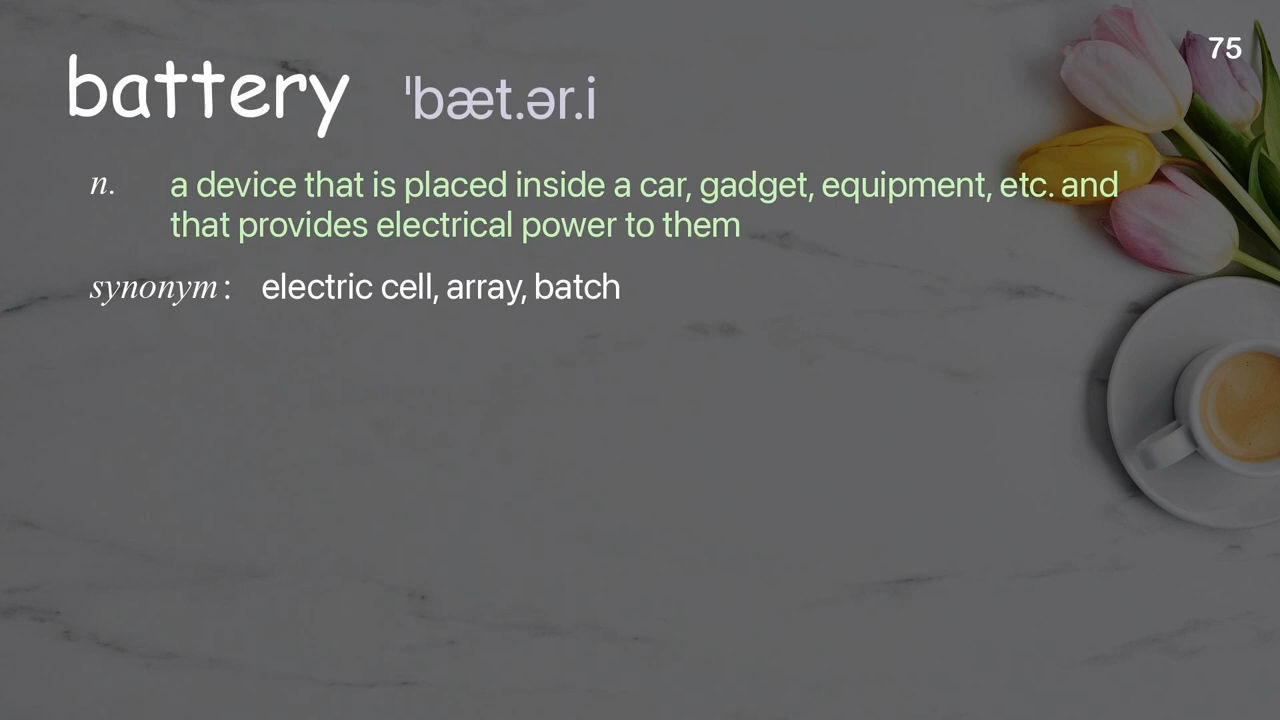 75
battery ˈbæt.ər.i
n. a device that is placed inside a car, gadget, equipment, etc. and
that provides electrical power to them
synonym : electric cell, array, batch